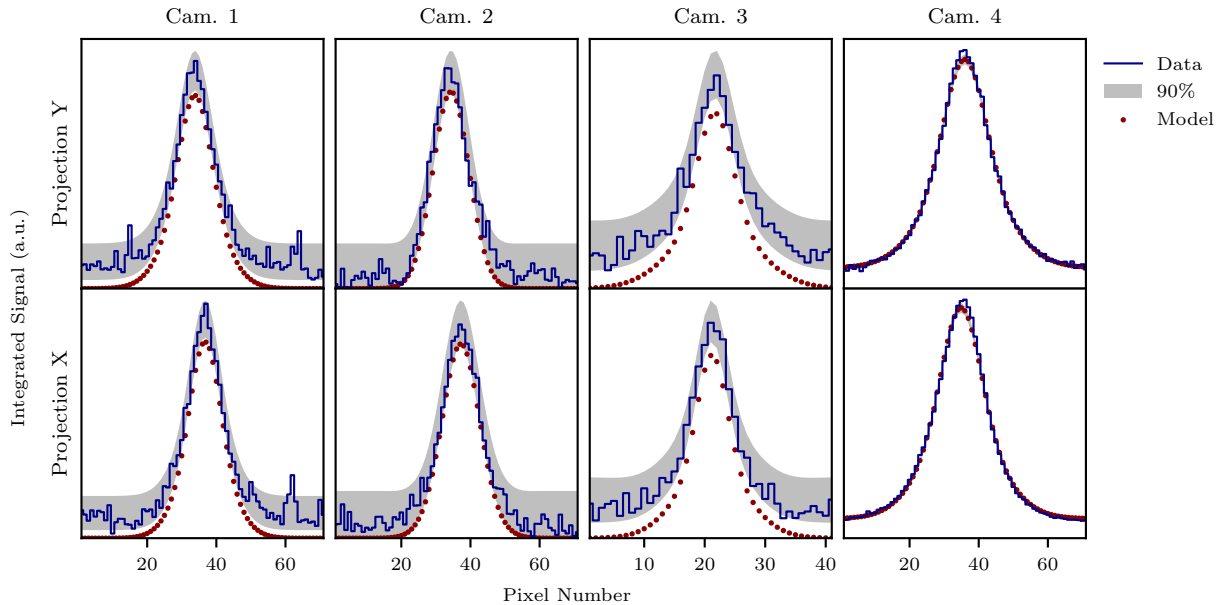 Cam. 1 Cam. 2 Cam. 3 Cam. 4
Data
90%
Model
Projection Y
Projection X
Integrated Signal (a.u.)
20 40 60 20 40 60 10 20 30 40 20 40 60
Pixel Number